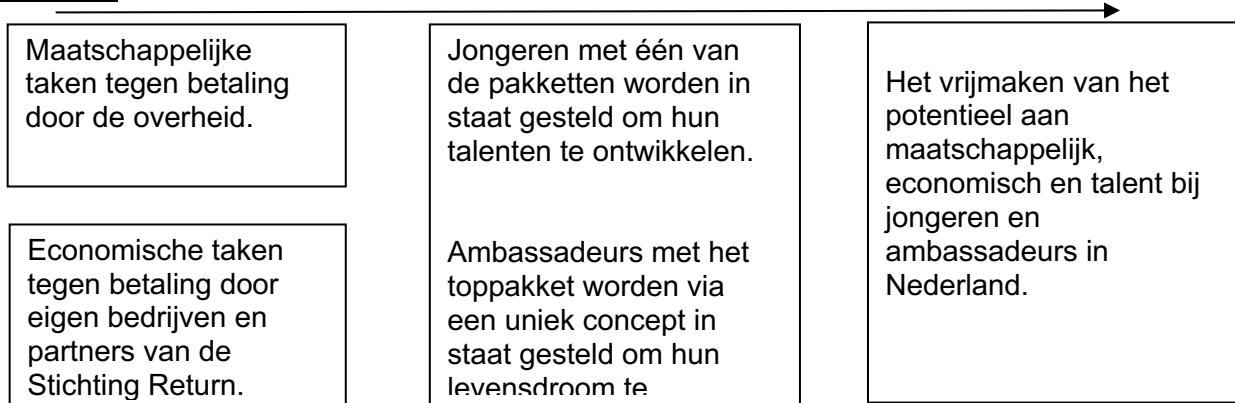 Maatschappelijke
taken tegen betaling
door de overheid.
Economische taken
tegen betaling door
eigen bedrijven en
partners van de
Stichting Return.
Jongeren met één van
de pakketten worden in
staat gesteld om hun
talenten te ontwikkelen.
Ambassadeurs met het
toppakket worden via
een uniek concept in
staat gesteld om hun
levensdroom te
Het vrijmaken van het
potentieel aan
maatschappelijk,
economisch en talent bij
jongeren en
ambassadeurs in
Nederland.